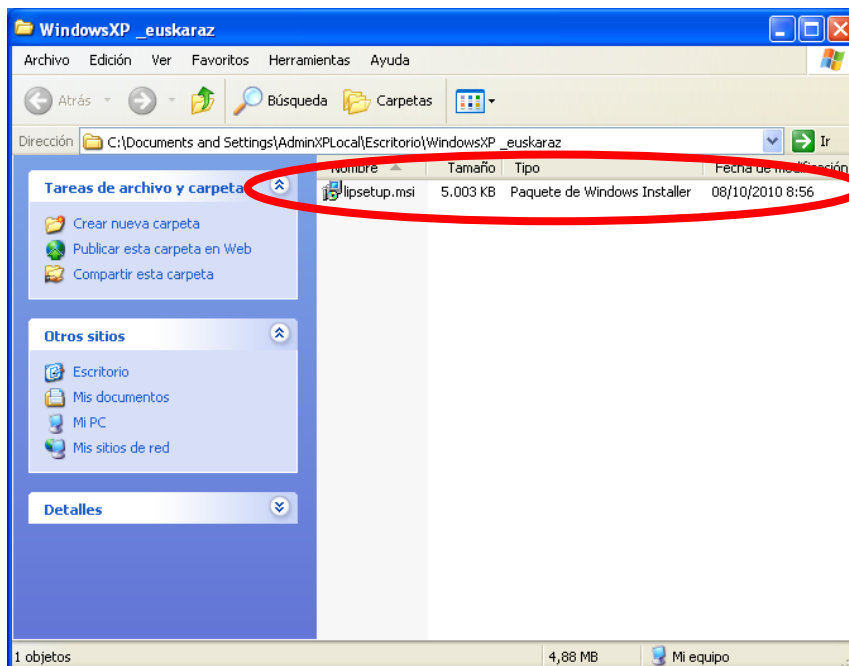 WindowsXP _euskaraz
Archivo Edición Ver Favoritos Herramientas Ayuda
Atrás Búsqueda Carpetas
Dirección C:\Documents and Settings\AdminXPLocal\Escritorio\WindowsXP _euskaraz Ir
Nombre Tamaño Tipo Fecha de modificación
lipsetup.msi 5.003 KB Paquete de Windows Installer 08/10/2010 8:56
Tareas de archivo y carpeta
Crear nueva carpeta
Publicar esta carpeta en Web
Compartir esta carpeta
Otros sitios
Escritorio
Mis documentos
Mi PC
Mis sitios de red
Detalles
1 objetos 4,88 MB Mi equipo